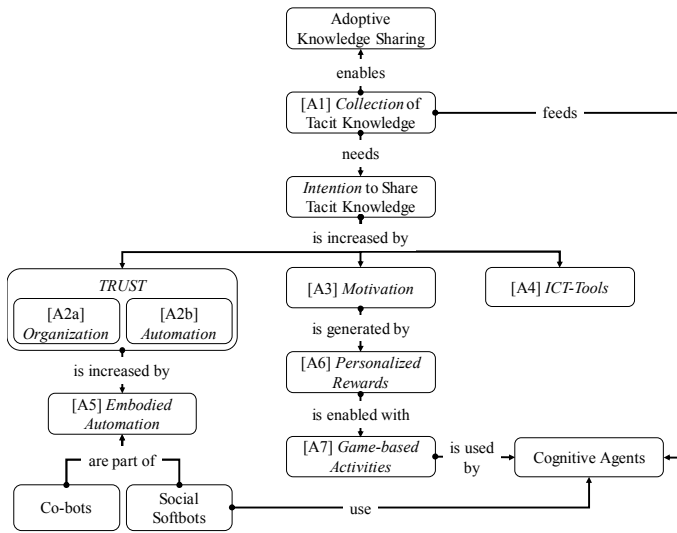 Adoptive
Knowledge Sharing
enables
[A1] Collection of
Tacit Knowledge
feeds
needs
Intention to Share
Tacit Knowledge
is increased by
TRUST
[A2a]
Organization
[A2b]
Automation
[A3] Motivation
[A4] ICT-Tools
is generated by
is increased by
[A6] Personalized
Rewards
[A5] Embodied
Automation
is enabled with
are part of
[A7] Game-based
Activities
is used
by
Cognitive Agents
Co-bots
Social
Softbots
use